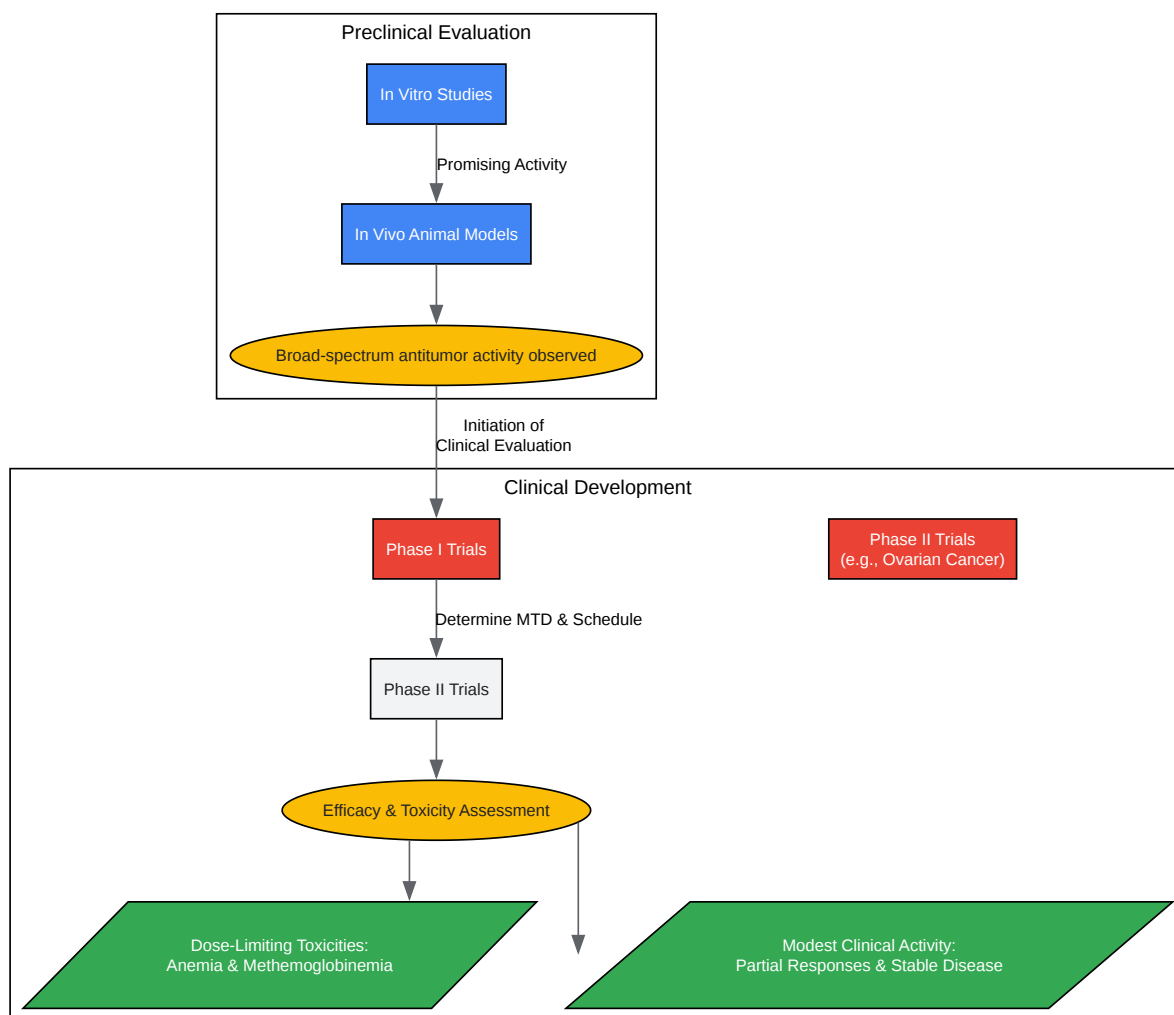 Preclinical Evaluation
In Vitro Studies
Promising Activity
In Vivo Animal Models
Broad-spectrum antitumor activity observed
Initiation of
Clinical Evaluation
Clinical Development
Phase I Trials
Phase II Trials
(e.g., Ovarian Cancer)
Determine MTD & Schedule
Phase II Trials
Efficacy & Toxicity Assessment
Dose-Limiting Toxicities:
Anemia & Methemoglobinemia
Modest Clinical Activity:
Partial Responses & Stable Disease